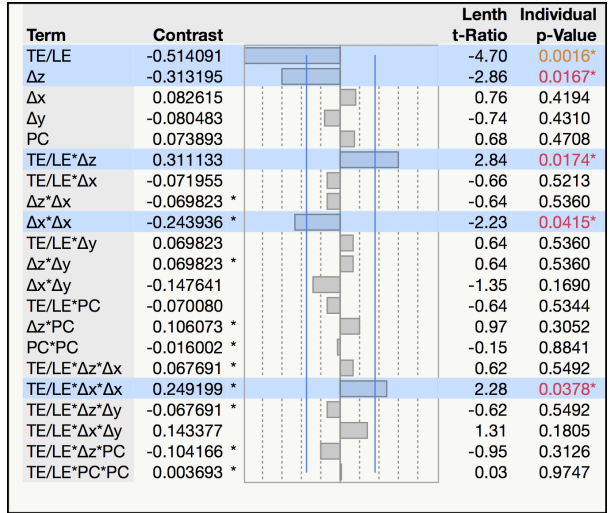 Lenth Individual
Term Contrast t-Ratio p-Value
TE/LE -0.514091 -4.70 0.0016*
Δz -0.313195 -2.86 0.0167*
Δx 0.082615 0.76 0.4194
Δy -0.080483 -0.74 0.4310
PC 0.073893 0.68 0.4708
TE/LE*Δz 0.311133 2.84 0.0174*
TE/LE*Δx -0.071955 -0.66 0.5213
Δz*Δx -0.069823 * -0.64 0.5360
Δx*Δx -0.243936 * -2.23 0.0415*
TE/LE*Δy 0.069823 0.64 0.5360
Δz*Δy 0.069823 * 0.64 0.5360
Δx*Δy -0.147641 -1.35 0.1690
TE/LE*PC -0.070080 -0.64 0.5344
Δz*PC 0.106073 * 0.97 0.3052
PC*PC -0.016002 * -0.15 0.8841
TE/LE*Δz*Δx 0.067691 * 0.62 0.5492
TE/LE*Δx*Δx 0.249199 * 2.28 0.0378*
TE/LE*Δz*Δy -0.067691 * -0.62 0.5492
TE/LE*Δx*Δy 0.143377 1.31 0.1805
TE/LE*Δz*PC -0.104166 * -0.95 0.3126
TE/LE*PC*PC 0.003693 * 0.03 0.9747